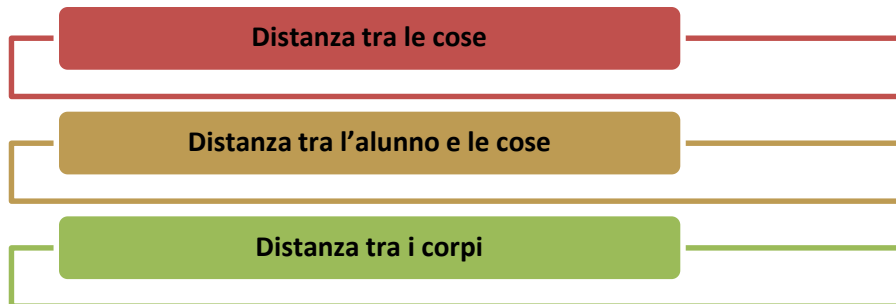 Distanza tra le cose
Distanza tra l’alunno e le cose
Distanza tra i corpi